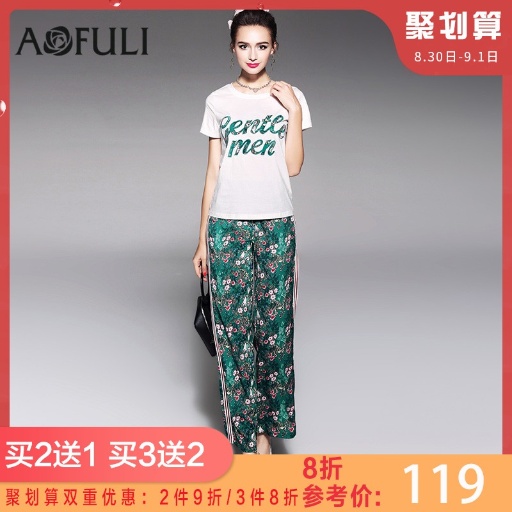 AOFULI
聚划算
8.30日-9.1日
Gentle
men
买2送1 买3送2
聚划算双重优惠：2件9折/3件8折
8折
参考价：
119